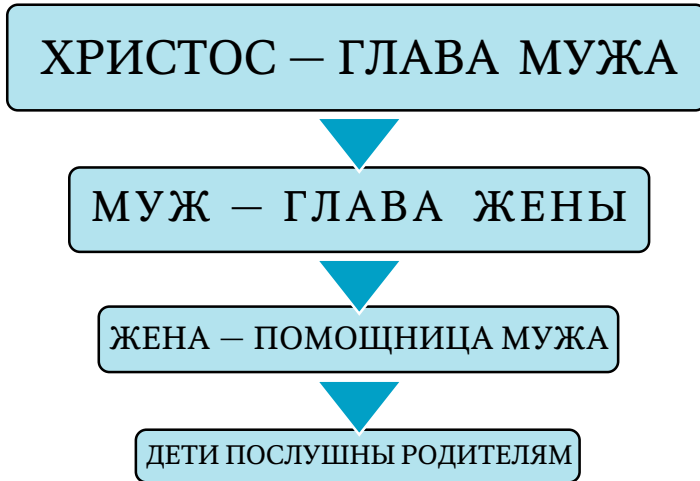 ХРИСТОС – ГЛАВА МУЖА
МУЖ – ГЛАВА ЖЕНЫ
ЖЕНА – ПОМОЩНИЦА МУЖА
ДЕТИ ПОСЛУШНЫ РОДИТЕЛЯМ